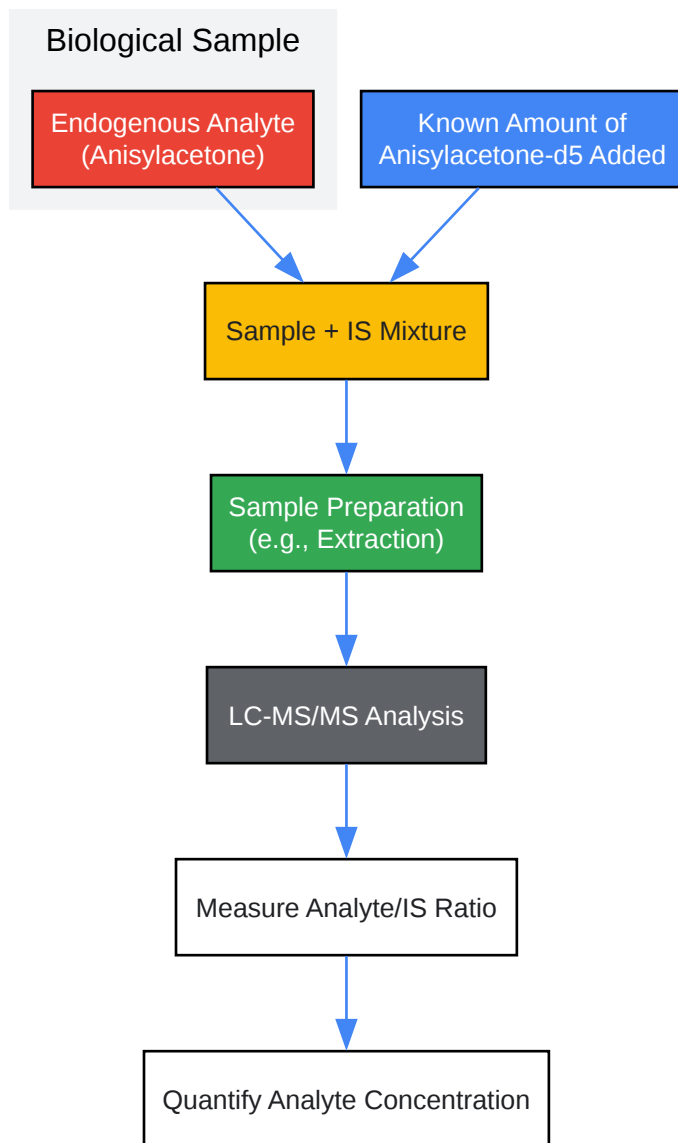 Biological Sample
Endogenous Analyte
(Anisylacetone)
Known Amount of
Anisylacetone-d5 Added
Sample + IS Mixture
Sample Preparation
(e.g., Extraction)
LC-MS/MS Analysis
Measure Analyte/IS Ratio
Quantify Analyte Concentration